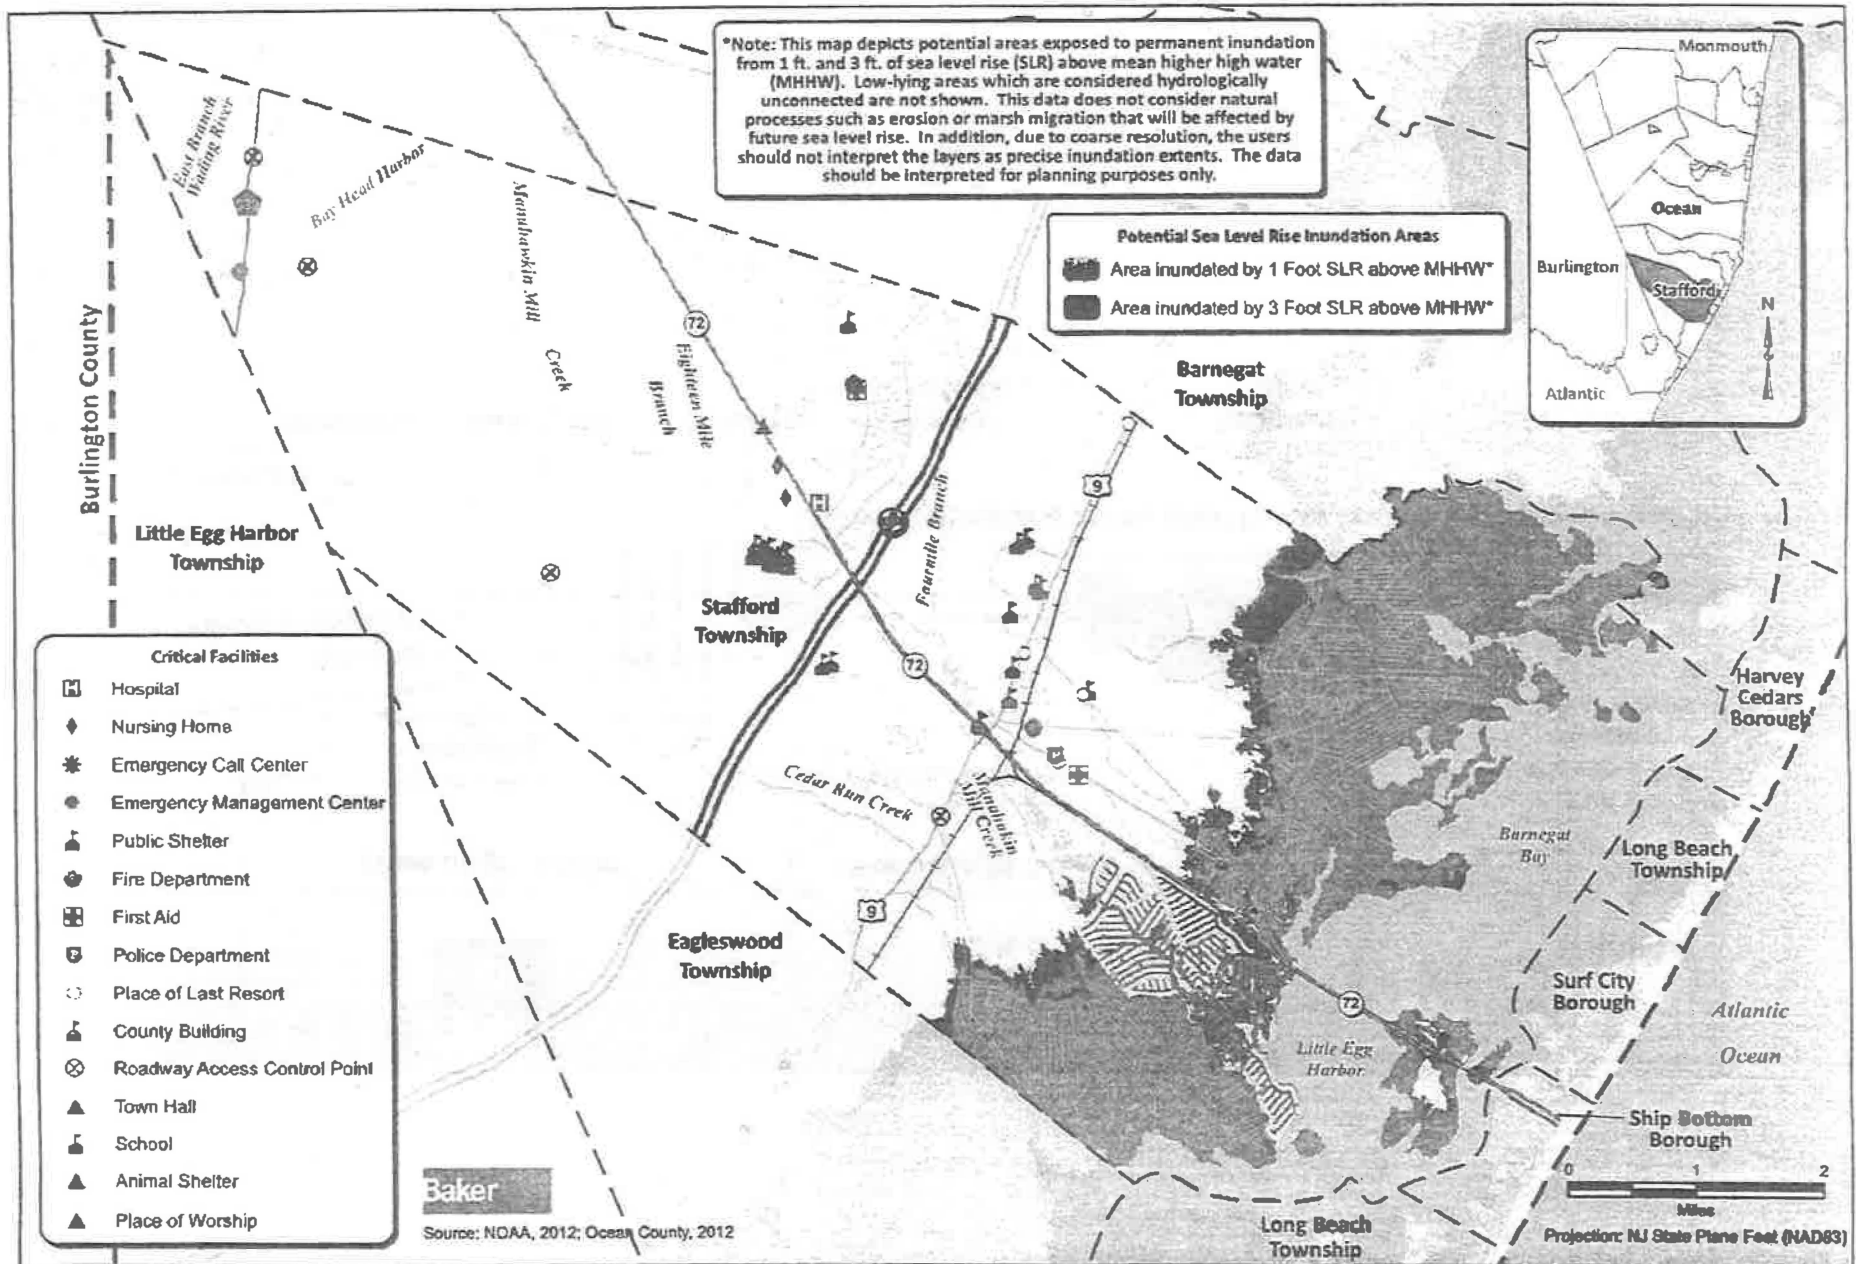 *Note: This map depicts potential areas exposed to permanent inundation
from 1 ft. and 3 ft. of sea level rise (SLR) above mean higher high water
(MHHW). Low-lying areas which are considered hydrologically
unconnected are not shown. This data does not consider natural
processes such as erosion or marsh migration that will be affected by
future sea level rise. In addition, due to coarse resolution, the users
should not interpret the layers as precise inundation extents. The data
should be interpreted for planning purposes only.
Monmouth
Ocean
Burlington
Stafford
Atlantic
N
Potential Sea Level Rise Inundation Areas
Area inundated by 1 Foot SLR above MHHW*
Area inundated by 3 Foot SLR above MHHW*
East Branch
Wading River
Bay Head Harbor
Manahawkin Mill
Creek
72
Eighteen Mile
Branch
Burlington County
Barnegat
Township
9
Fourmile Branch
Little Egg Harbor
Township
Stafford
Township
72
Harvey
Cedars
Borough
Cedar Run Creek
Manahakin
Mill Creek
Barnegat
Bay
Long Beach
Township
9
Eagleswood
Township
72
Surf City
Borough
Atlantic
Ocean
Little Egg
Harbor
Ship Bottom
Borough
Long Beach
Township
Critical Facilities
H Hospital
Nursing Home
Emergency Call Center
Emergency Management Center
Public Shelter
Fire Department
First Aid
Police Department
Place of Last Resort
County Building
Roadway Access Control Point
Town Hall
School
Animal Shelter
Place of Worship
Baker
Source: NOAA, 2012; Ocean County, 2012
0 1 2
Miles
Projection: NJ State Plane Feet (NAD83)